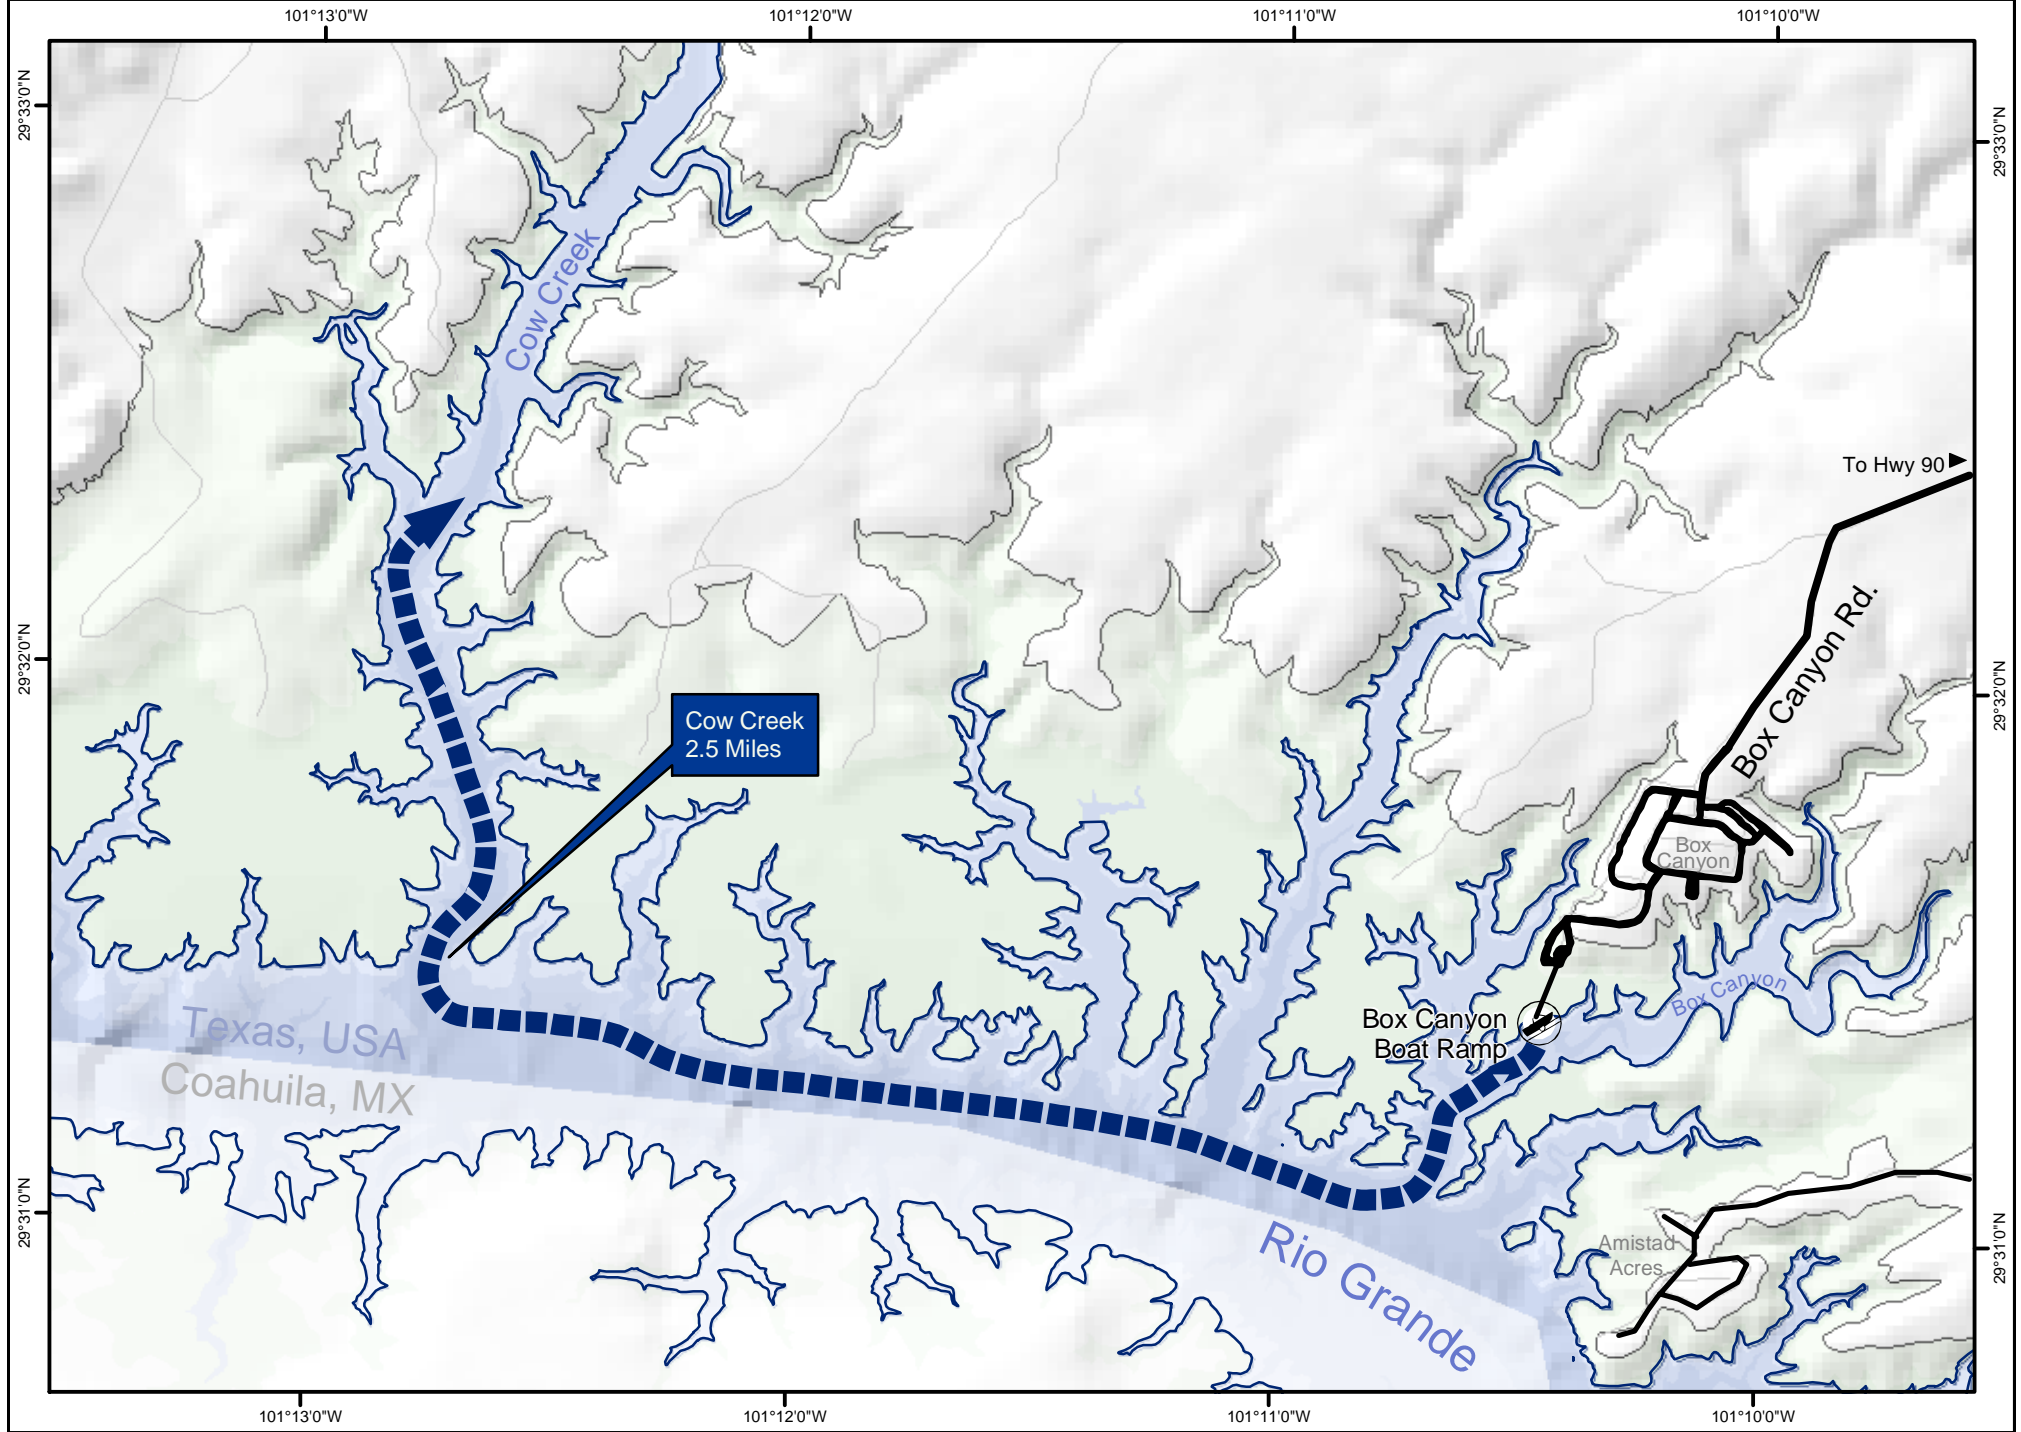 101°13'0"W
101°12'0"W
101°11'0"W
101°10'0"W
29°33'0"N
29°33'0"N
Cow Creek
To Hwy 90
Box Canyon Rd.
29°32'0"N
29°32'0"N
Cow Creek
2.5 Miles
Box
Canyon
Box Canyon
Box Canyon
Boat Ramp
Texas, USA
Coahuila, MX
29°31'0"N
29°31'0"N
Rio Grande
Amistad
Acres
101°13'0"W
101°12'0"W
101°11'0"W
101°10'0"W